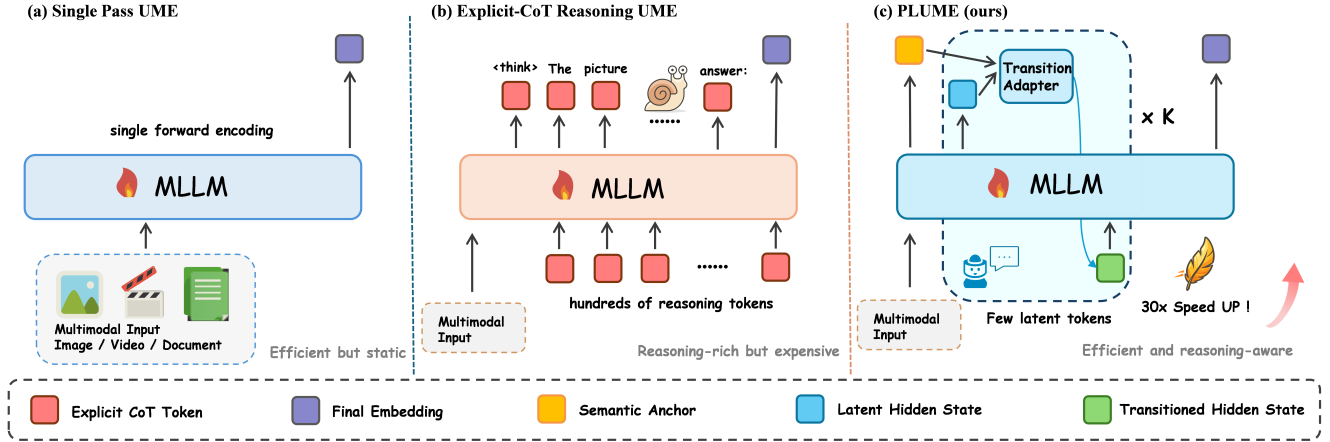 (a) Single Pass UME
single forward encoding
MLLM
Multimodal Input
Image / Video / Document
Efficient but static
(b) Explicit-CoT Reasoning UME
<think> The picture answer:
......
MLLM
......
hundreds of reasoning tokens
Multimodal
Input
Reasoning-rich but expensive
(c) PLUME (ours)
Transition
Adapter
x K
MLLM
...
Multimodal
Input
Few latent tokens
30x Speed UP !
Efficient and reasoning-aware
Explicit CoT Token
Final Embedding
Semantic Anchor
Latent Hidden State
Transitioned Hidden State